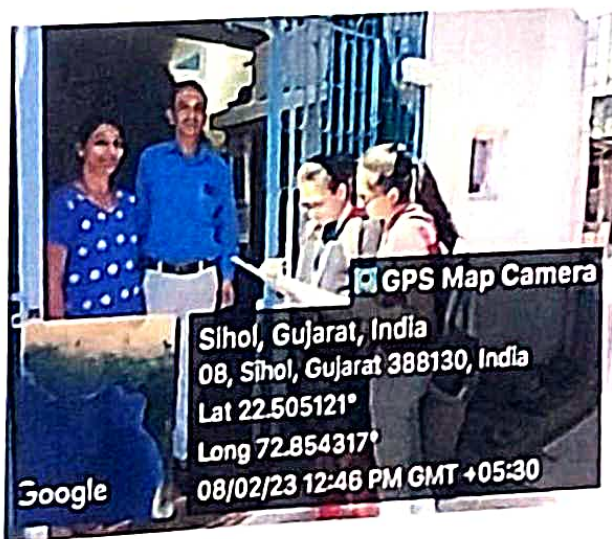 GPS Map Camera
Sihol, Gujarat, India
08, Sihol, Gujarat 388130, India
Lat 22.505121°
Long 72.854317°
08/02/23 12:46 PM GMT +05:30
Google